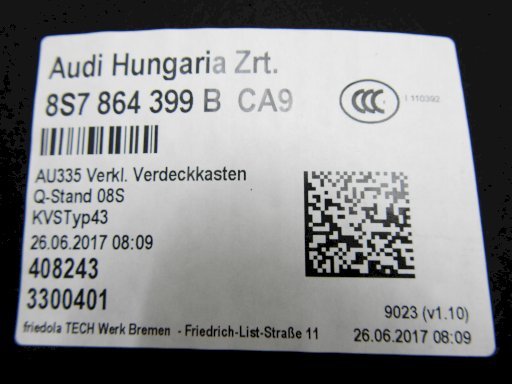 Audi Hungaria Zrt.
8S7 864 399 B CA9
CCC
I 110392
AU335 Verkl. Verdeckkasten
Q-Stand 08S
KVSTyp43
26.06.2017 08:09
408243
3300401
9023 (v1.10)
friedola TECH Werk Bremen - Friedrich-List-Straße 11
26.06.2017 08:09